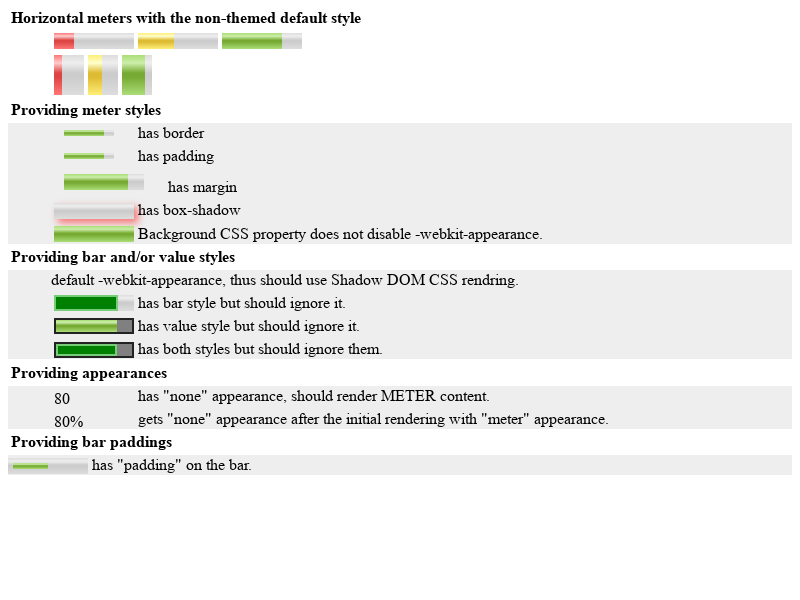 Horizontal meters with the non-themed default style
Providing meter styles
has border
has padding
has margin
has box-shadow
Background CSS property does not disable -webkit-appearance.
Providing bar and/or value styles
default -webkit-appearance, thus should use Shadow DOM CSS rendring.
has bar style but should ignore it.
has value style but should ignore it.
has both styles but should ignore them.
Providing appearances
80 has "none" appearance, should render METER content.
80% gets "none" appearance after the initial rendering with "meter" appearance.
Providing bar paddings
has "padding" on the bar.